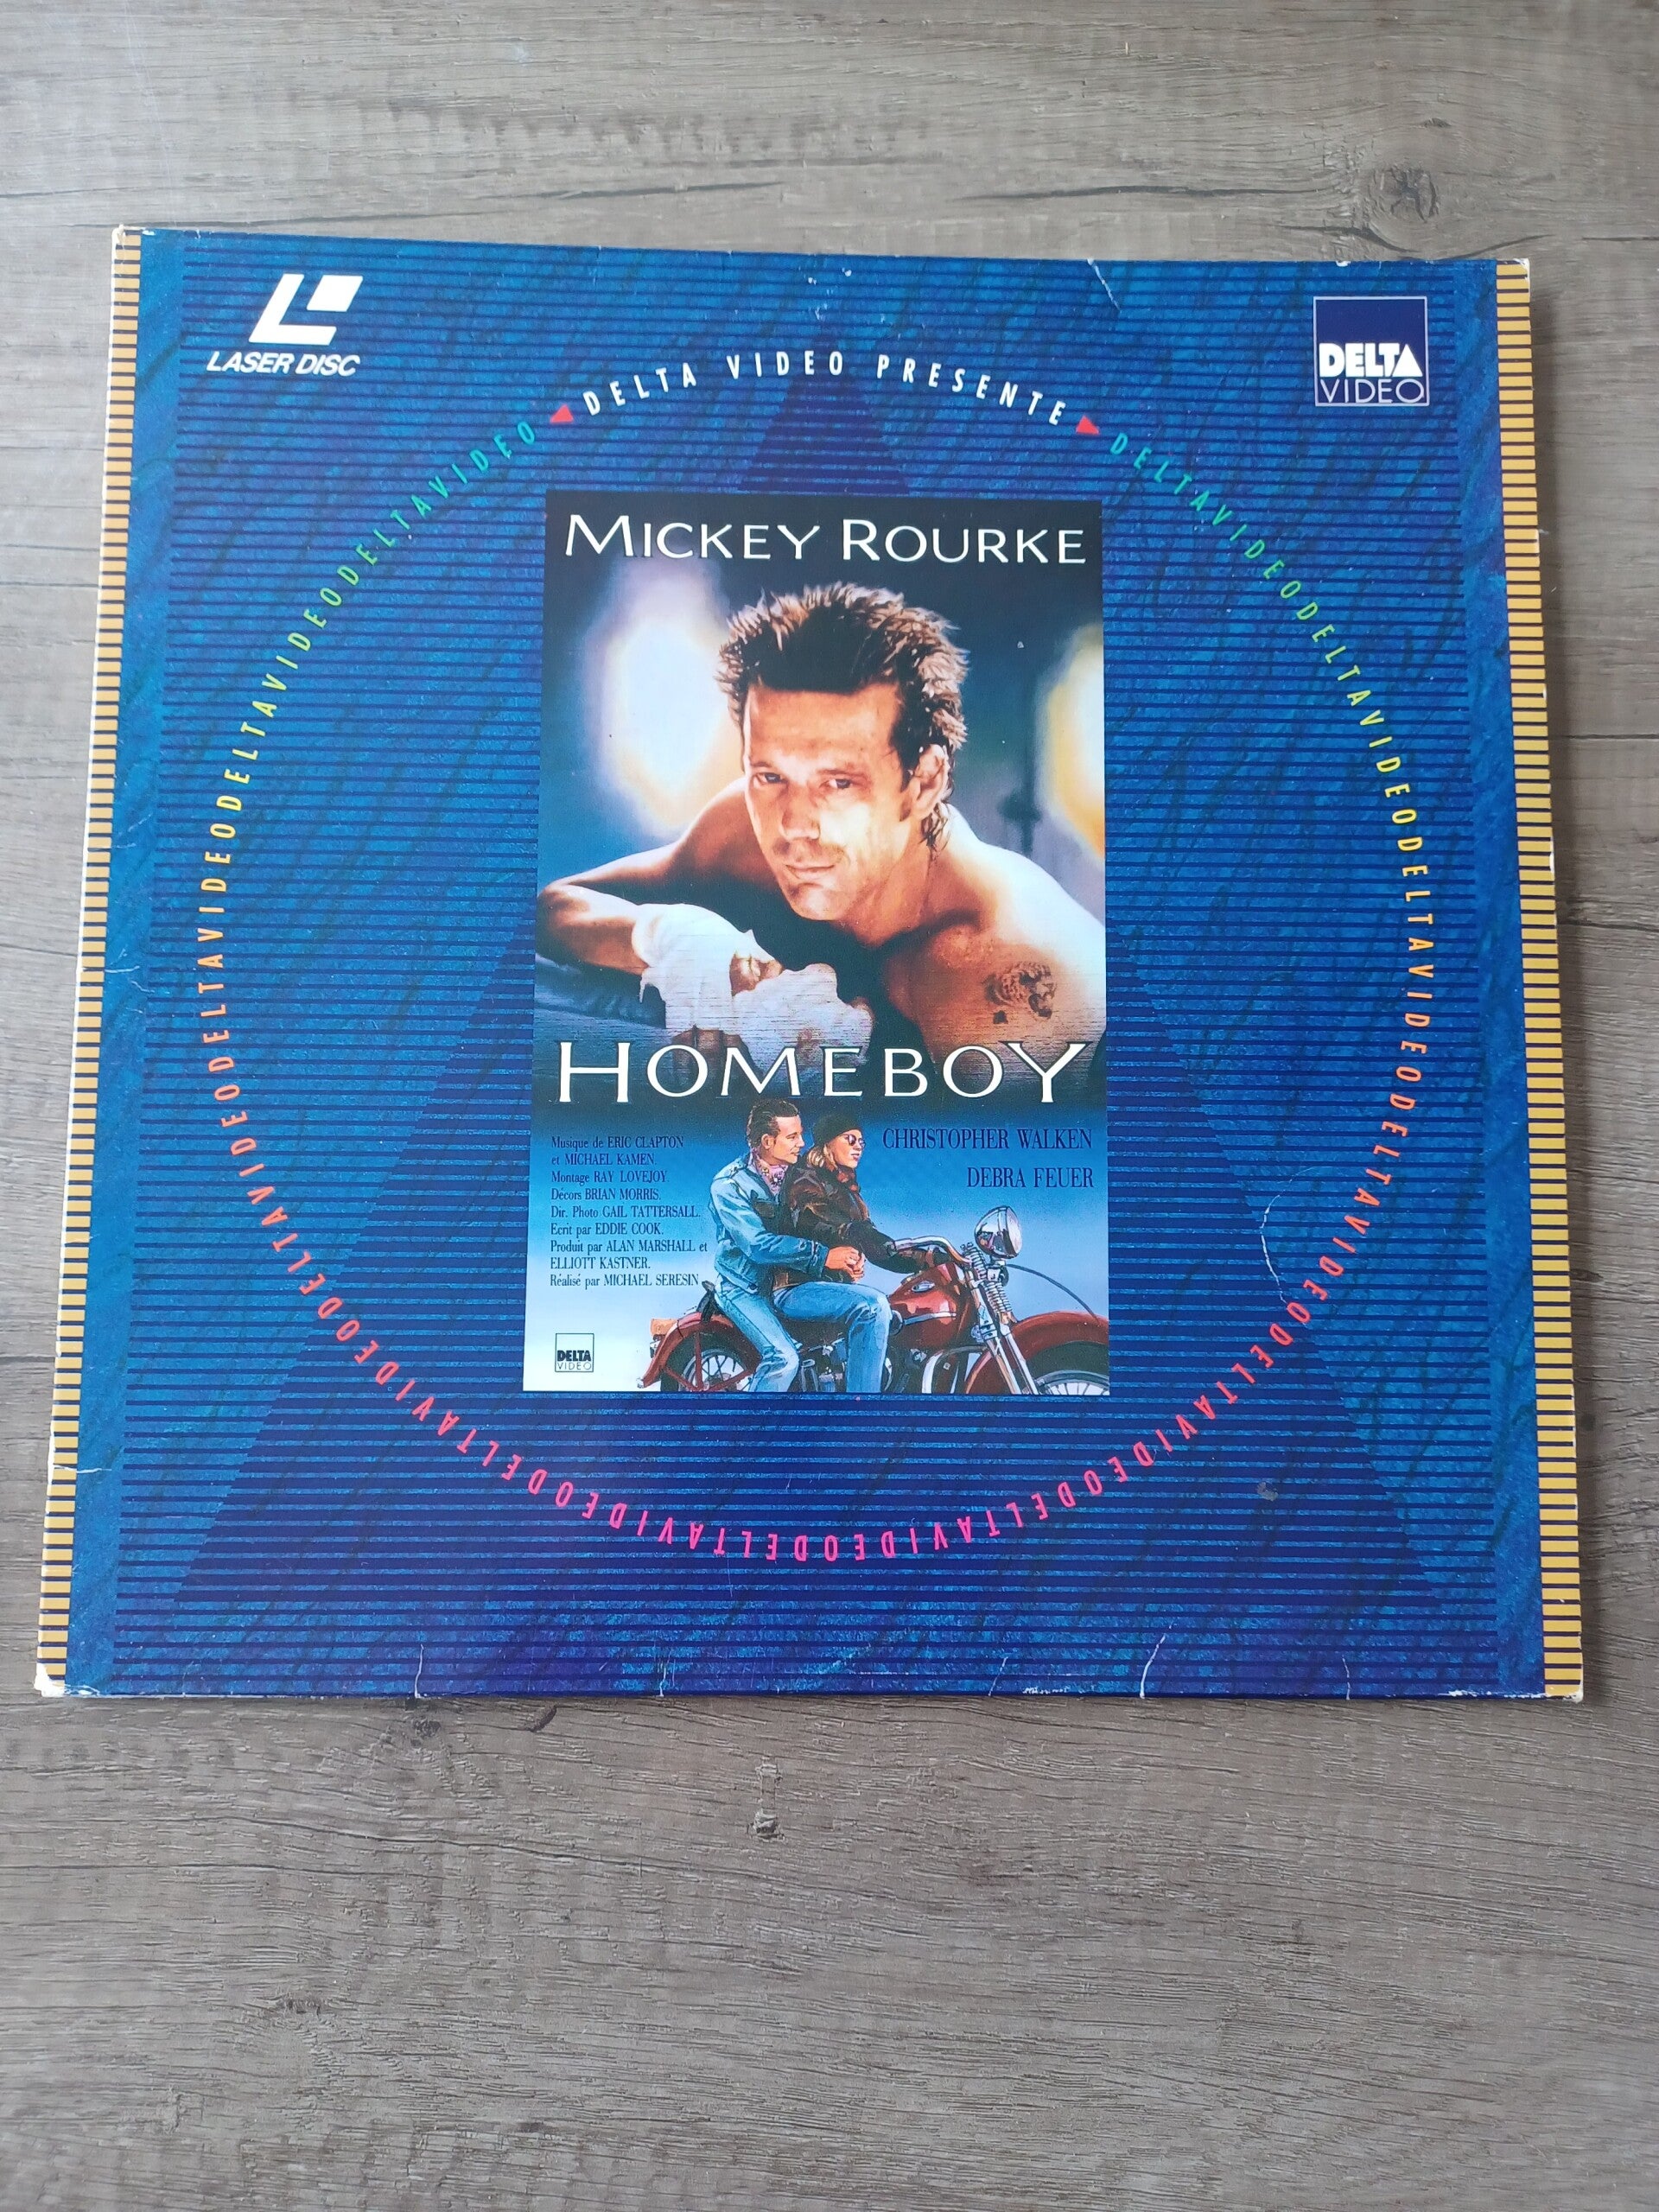 LASER DISC
DELTA VIDEO
DELTA VIDEO PRESENTE
DELTAVIDEODELTAVIDEODELTAVIDEODELTAVIDEODELTAVIDEODELTAVIDEODELTAVIDEODELTAVIDEODELTAVIDEODELTAVIDEODELTAVIDEODELTAVIDEO
MICKEY ROURKE
HOMEBOY
Musique de ERIC CLAPTON
et MICHAEL KAMEN.
Montage RAY LOVEJOY.
Décors BRIAN MORRIS.
Dir. Photo GAIL TATTERSALL.
Ecrit par EDDIE COOK.
Produit par ALAN MARSHALL et
ELLIOTT KASTNER.
Réalisé par MICHAEL SERESIN
CHRISTOPHER WALKEN
DEBRA FEUER
DELTA
VIDEO